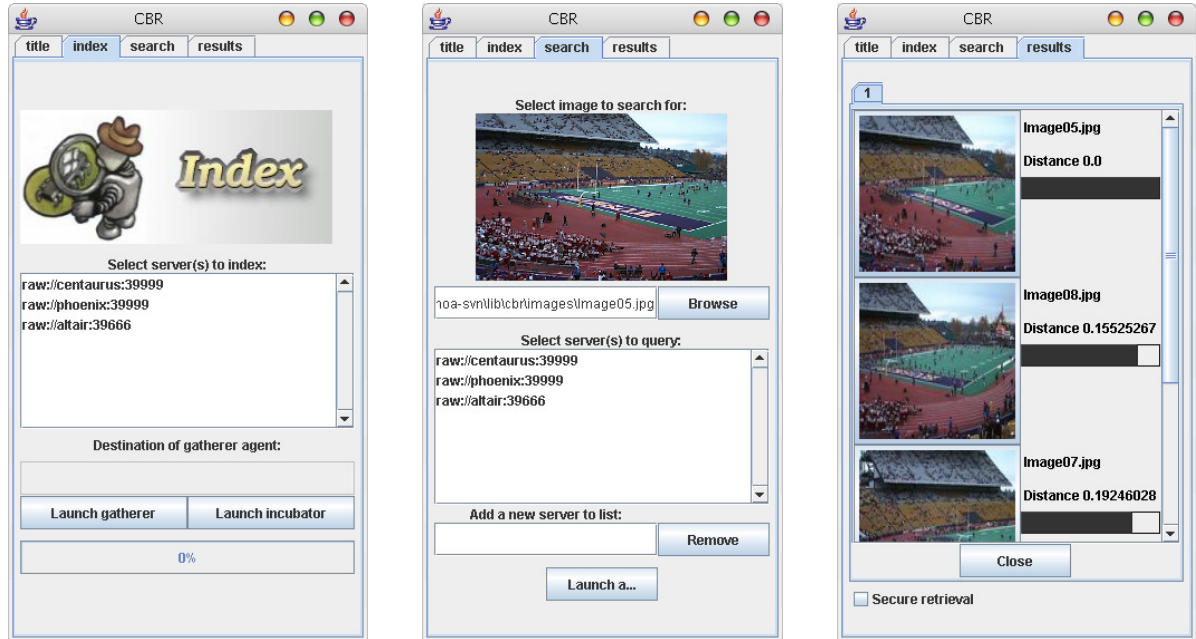 CBR
title index search results
Index
Select server(s) to index:
raw://centaurus:39999
raw://phoenix:39999
raw://altair:39666
Destination of gatherer agent:
Launch gatherer Launch incubator
0%
CBR
title index search results
Select image to search for:
noa-svn\lib\cbr\images\Image05.jpg Browse
Select server(s) to query:
raw://centaurus:39999
raw://phoenix:39999
raw://altair:39666
Add a new server to list:
Remove
Launch a...
CBR
title index search results
1
Image05.jpg
Distance 0.0
Image08.jpg
Distance 0.15525267
Image07.jpg
Distance 0.19246028
Close
Secure retrieval